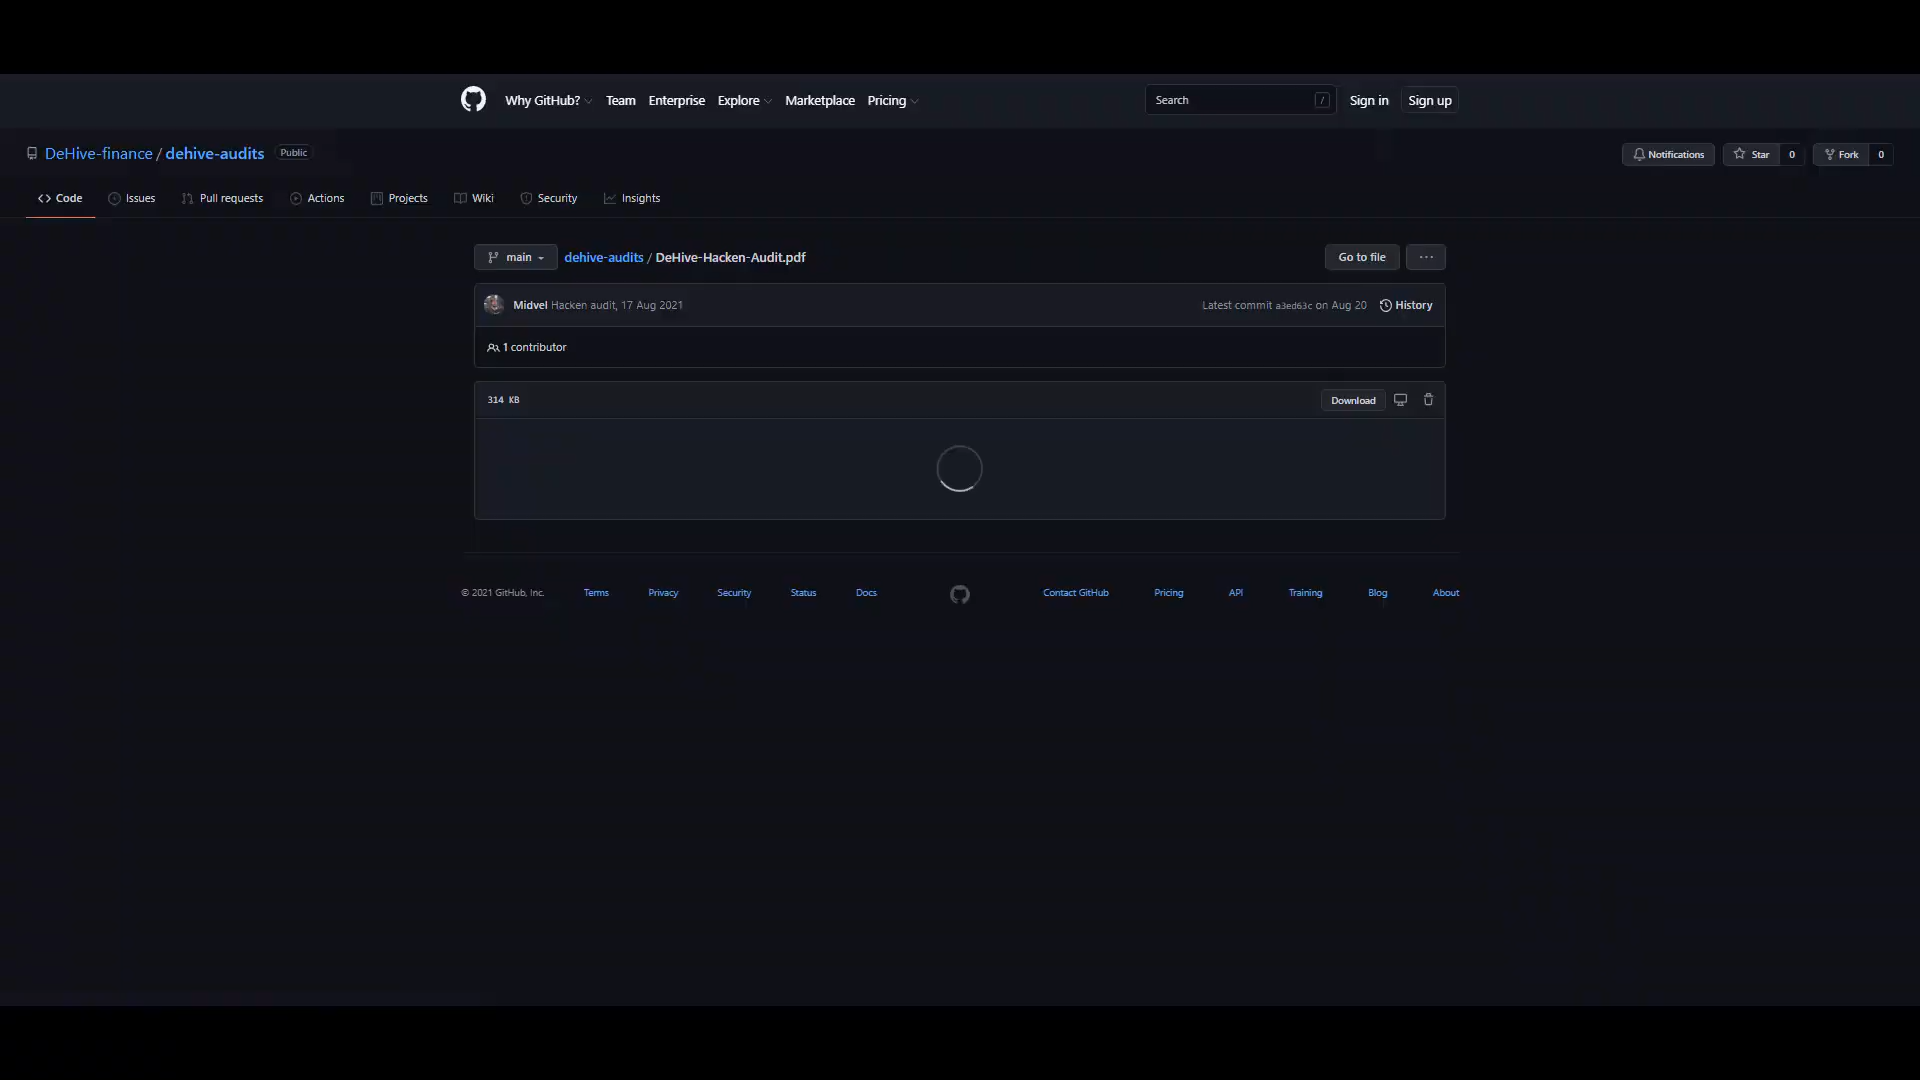 Why GitHub? Team Enterprise Explore Marketplace Pricing Search / Sign in Sign up
DeHive-finance / dehive-audits Public Notifications Star 0 Fork 0
Code Issues Pull requests Actions Projects Wiki Security Insights
main dehive-audits / DeHive-Hacken-Audit.pdf Go to file ...
Midvel Hacken audit, 17 Aug 2021 Latest commit a3ed63c on Aug 20 History
1 contributor
314 KB Download
© 2021 GitHub, Inc. Terms Privacy Security Status Docs Contact GitHub Pricing API Training Blog About